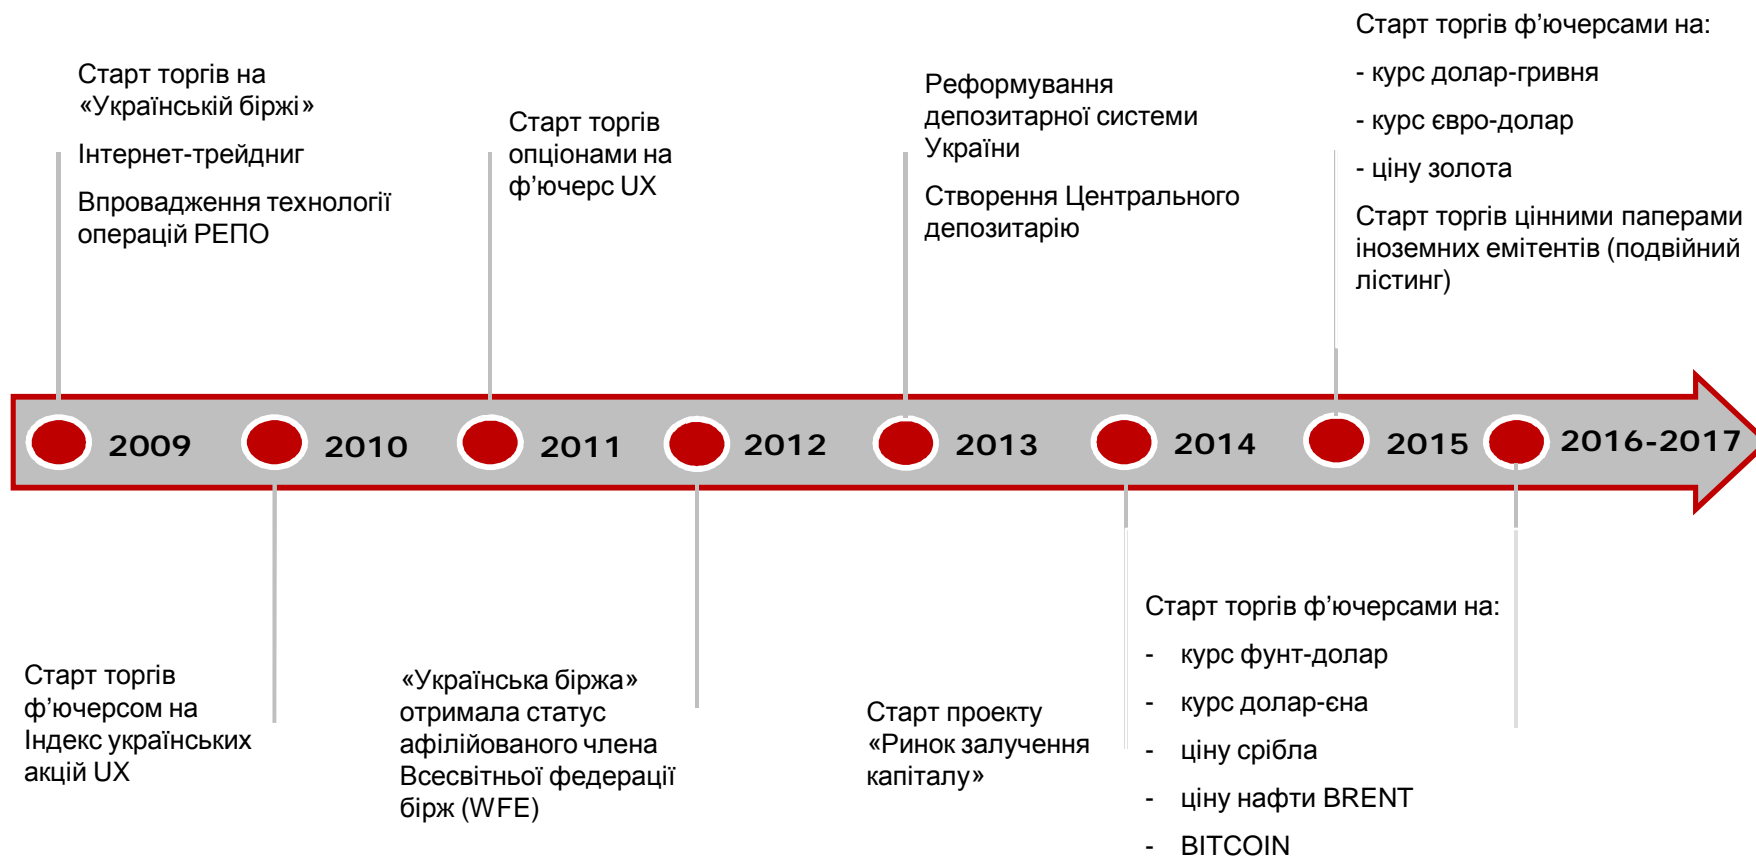 Старт торгів на
«Українській біржі»
Інтернет-трейдниг
Впровадження технології
операцій РЕПО
Старт торгів
опціонами на
ф’ючерс UX
Реформування
депозитарної системи
України
Створення Центрального
депозитарію
Старт торгів ф’ючерсами на:
- курс долар-гривня
- курс євро-долар
- ціну золота
Старт торгів цінними паперами
іноземних емітентів (подвійний
лістинг)
2009
2010
2011
2012
2013
2014
2015
2016-2017
Старт торгів
ф’ючерсом на
Індекс українських
акцій UX
«Українська біржа»
отримала статус
афілійованого члена
Всесвітньої федерації
бірж (WFE)
Старт проекту
«Ринок залучення
капіталу»
Старт торгів ф’ючерсами на:
- курс фунт-долар
- курс долар-єна
- ціну срібла
- ціну нафти BRENT
- BITCOIN